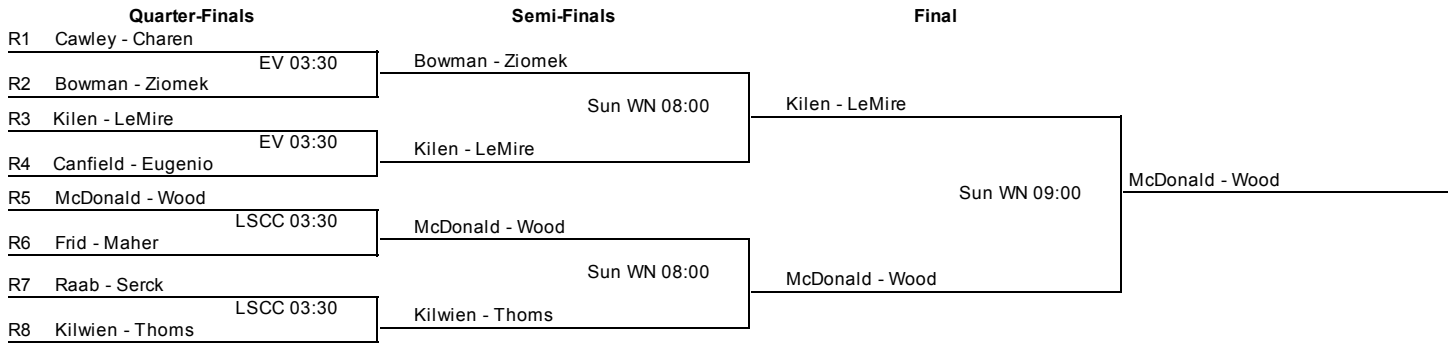 Quarter-Finals Semi-Finals Final
R1 Cawley - Charen
EV 03:30 Bowman - Ziomek
R2 Bowman - Ziomek
Sun WN 08:00 Kilen - LeMire
R3 Kilen - LeMire
EV 03:30 Kilen - LeMire
R4 Canfield - Eugenio
Sun WN 09:00 McDonald - Wood
R5 McDonald - Wood
LSCC 03:30 McDonald - Wood
R6 Frid - Maher
Sun WN 08:00 McDonald - Wood
R7 Raab - Serck
LSCC 03:30 Kilwien - Thoms
R8 Kilwien - Thoms